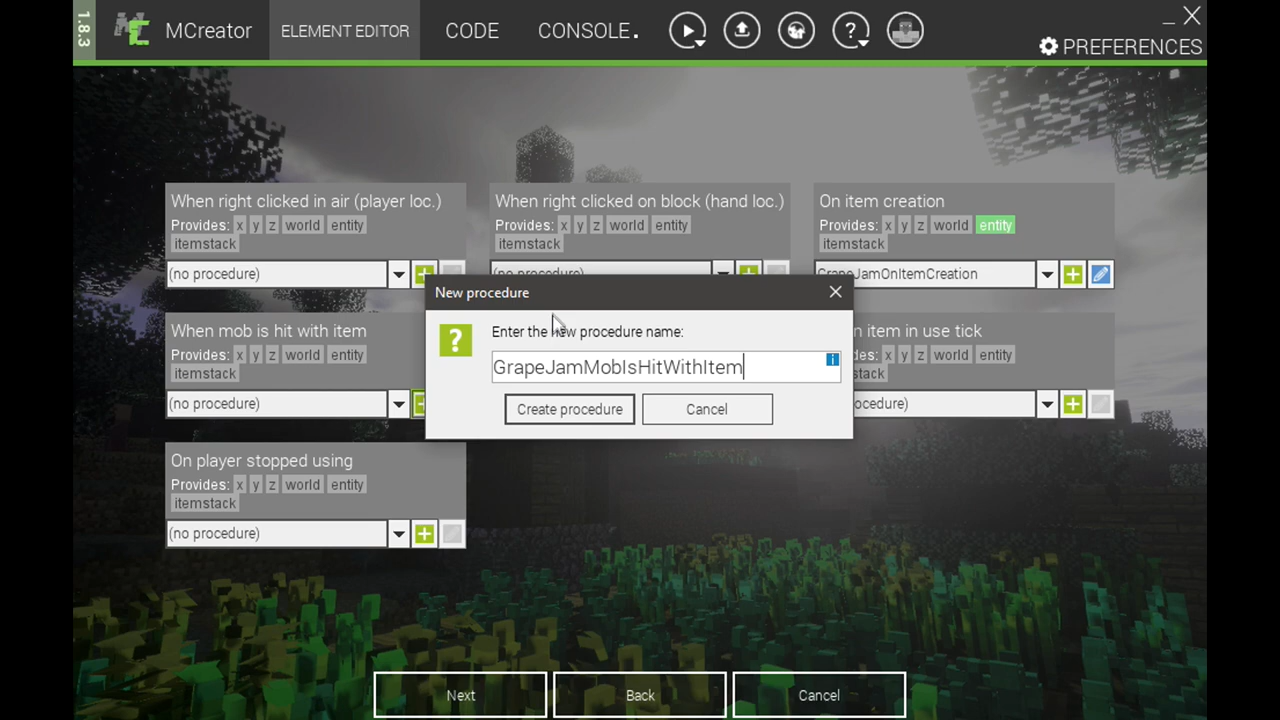 1.8.3
MCreator
ELEMENT EDITOR
CODE
CONSOLE.
PREFERENCES
When right clicked in air (player loc.)
Provides: x y z world entity
itemstack
(no procedure)
When right clicked on block (hand loc.)
Provides: x y z world entity
itemstack
(no procedure)
On item creation
Provides: x y z world entity
itemstack
GrapeJamOnItemCreation
New procedure
Enter the new procedure name:
GrapeJamMobIsHitWithItem
Create procedure
Cancel
When mob is hit with item
Provides: x y z world entity
itemstack
(no procedure)
item in use tick
x y z world entity
On player stopped using
Provides: x y z world entity
itemstack
(no procedure)
Next
Back
Cancel